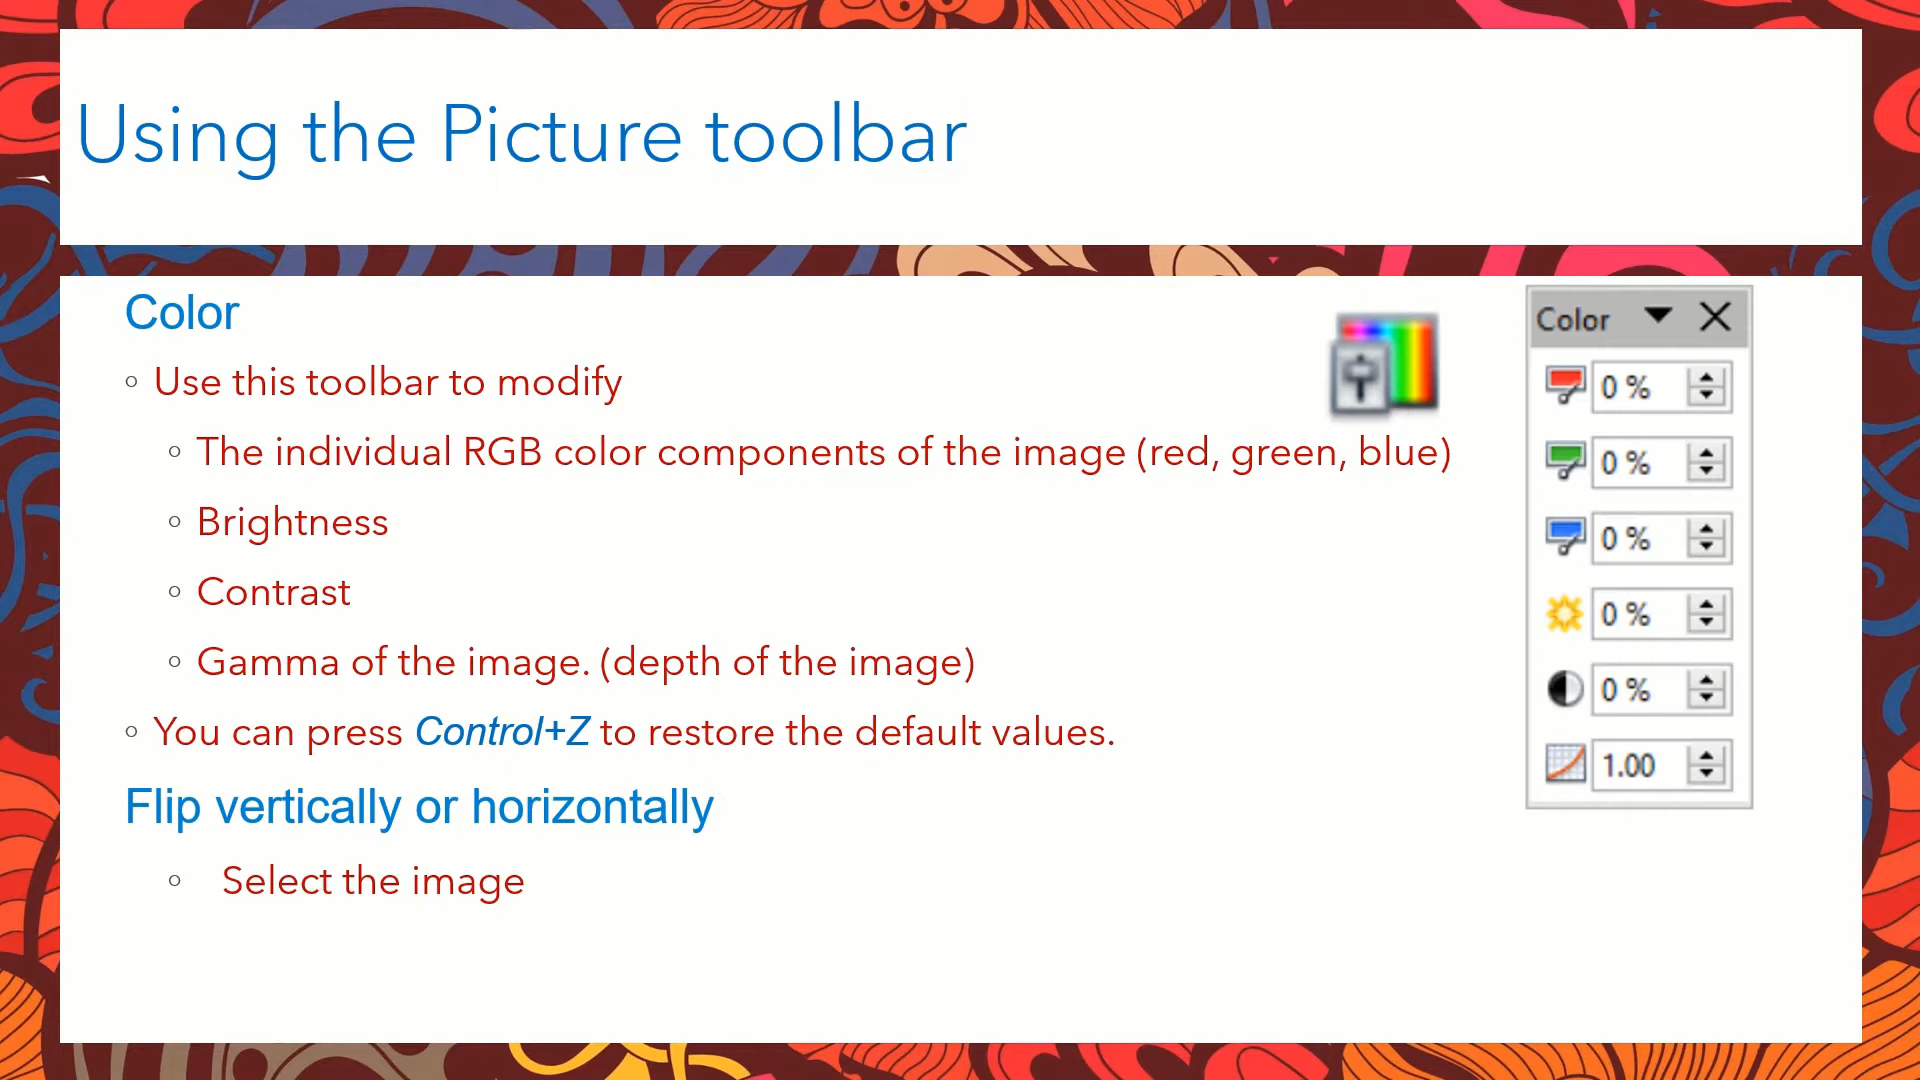 Using the Picture toolbar
Color
Use this toolbar to modify
The individual RGB color components of the image (red, green, blue)
Brightness
Contrast
Gamma of the image. (depth of the image)
You can press Control+Z to restore the default values.
Flip vertically or horizontally
Select the image
Color
0 %
0 %
0 %
0 %
0 %
1.00